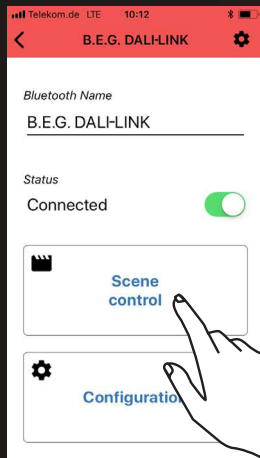 Telekom.de LTE 10:12
B.E.G. DALI-LINK
Bluetooth Name
B.E.G. DALI-LINK
Status
Connected
Scene
control
Configuration